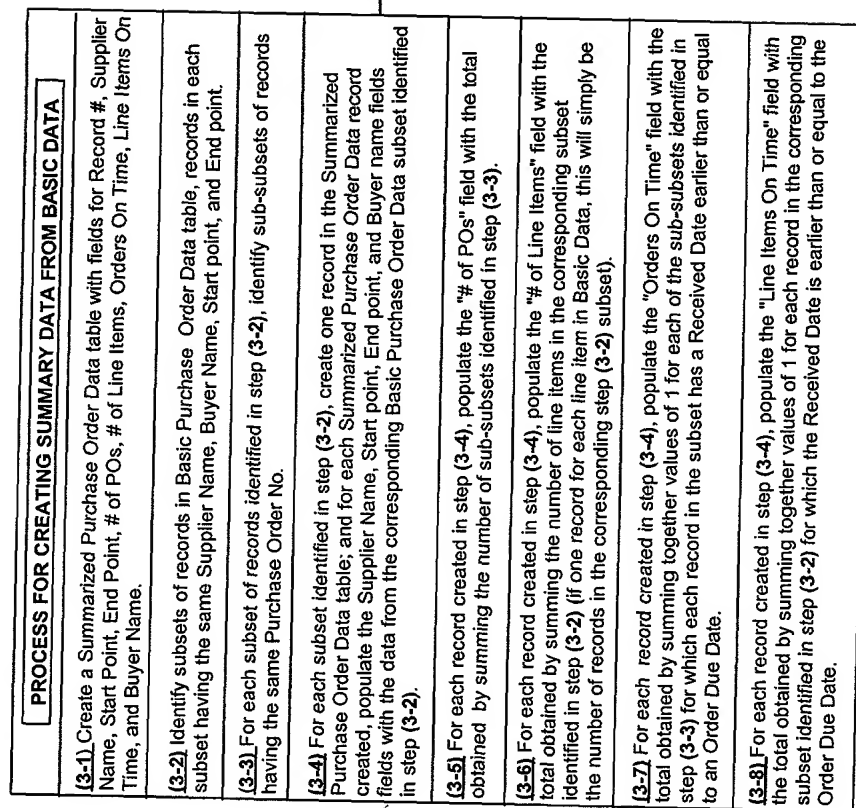 PROCESS FOR CREATING SUMMARY DATA FROM BASIC DATA
(3-1) Create a Summarized Purchase Order Data table with fields for Record #, Supplier
Name, Start Point, End Point, # of POs, # of Line Items, Orders On Time, Line Items On
Time, and Buyer Name.
(3-2) Identify subsets of records in Basic Purchase Order Data table, records in each
subset having the same Supplier Name, Buyer Name, Start point, and End point.
(3-3) For each subset of records identified in step (3-2), identify sub-subsets of records
having the same Purchase Order No.
(3-4) For each subset identified in step (3-2), create one record in the Summarized
Purchase Order Data table; and for each Summarized Purchase Order Data record
created, populate the Supplier Name, Start point, End point, and Buyer name fields
fields with the data from the corresponding Basic Purchase Order Data subset identified
in step (3-2).
(3-5) For each record created in step (3-4), populate the "# of POs" field with the total
obtained by summing the number of sub-subsets identified in step (3-3).
(3-6) For each record created in step (3-4), populate the "# of Line Items" field with the
total obtained by summing the number of line items in the corresponding subset
identified in step (3-2) (if one record for each line item in Basic Data, this will simply be
the number of records in the corresponding step (3-2) subset).
(3-7) For each record created in step (3-4), populate the "Orders On Time" field with the
total obtained by summing together values of 1 for each of the sub-subsets identified in
step (3-3) for which each record in the subset has a Received Date earlier than or equal
to an Order Due Date.
(3-8) For each record created in step (3-4), populate the "Line Items On Time" field with
the total obtained by summing together values of 1 for each record in the corresponding
subset identified in step (3-2) for which the Received Date is earlier than or equal to the
Order Due Date.